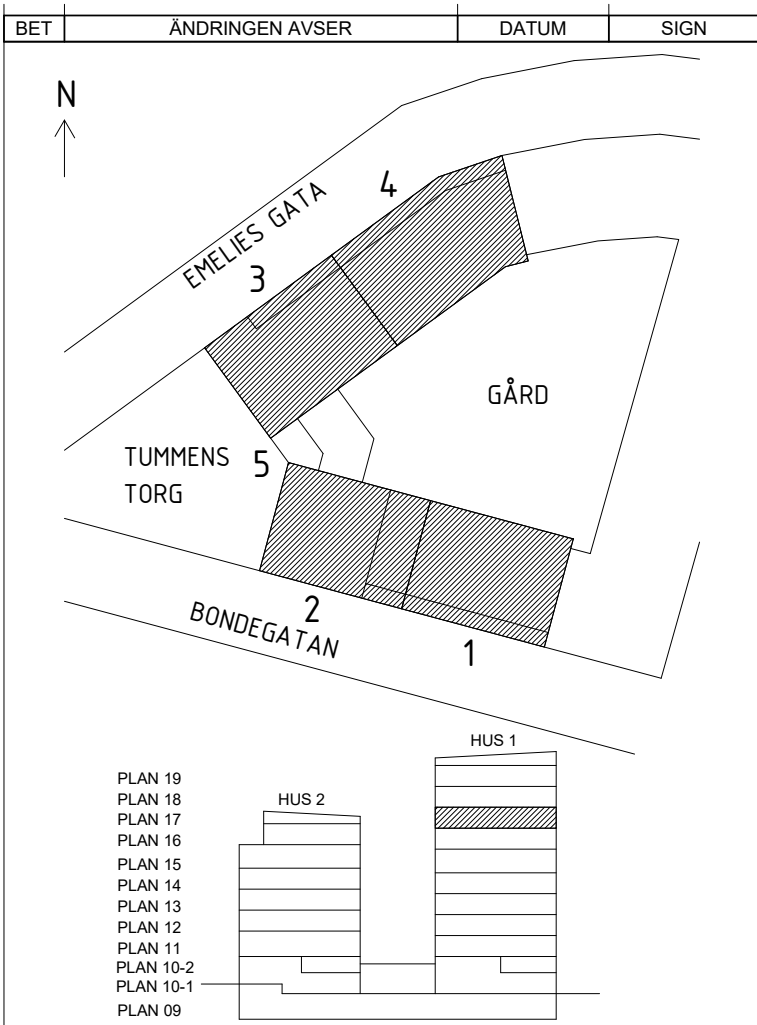 BET ÄNDRINGEN AVSER DATUM SIGN
N
4
EMELIES GATA
3
GÅRD
TUMMENS
TORG
5
2
BONDEGATAN
1
HUS 1
PLAN 19
PLAN 18
HUS 2
PLAN 17
PLAN 16
PLAN 15
PLAN 14
PLAN 13
PLAN 12
PLAN 11
PLAN 10-2
PLAN 10-1
PLAN 09